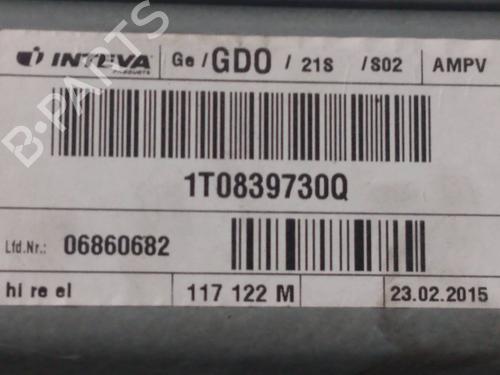 INTEVA PRODUCTS Ge / GDO / 21S / S02 AMPV
1T0839730Q
Lfd.Nr.: 06860682
hi re el 117 122 M 23.02.2015
B-PARTS